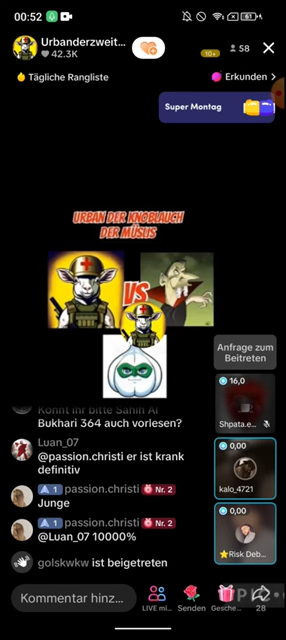 00:52
61
Urbanderzweit...
42.3K
10+
58
Tägliche Rangliste
Erkunden >
Super Montag
URBAN DER KNOBLAUCH
DER MÜSLIS
VS
Anfrage zum
Beitreten
16,0
Shpata.e...
Könnt ihr bitte Sahih Al
Bukhari 364 auch vorlesen?
Luan_07
@passion.christi er ist krank
definitiv
0,00
kalo_4721
1 passion.christi Nr. 2
Junge
1 passion.christi Nr. 2
@Luan_07 10000%
0,00
Risk Deb...
golskwkw ist beigetreten
Kommentar hinz...
LIVE mi...
Senden
Gesche...
28